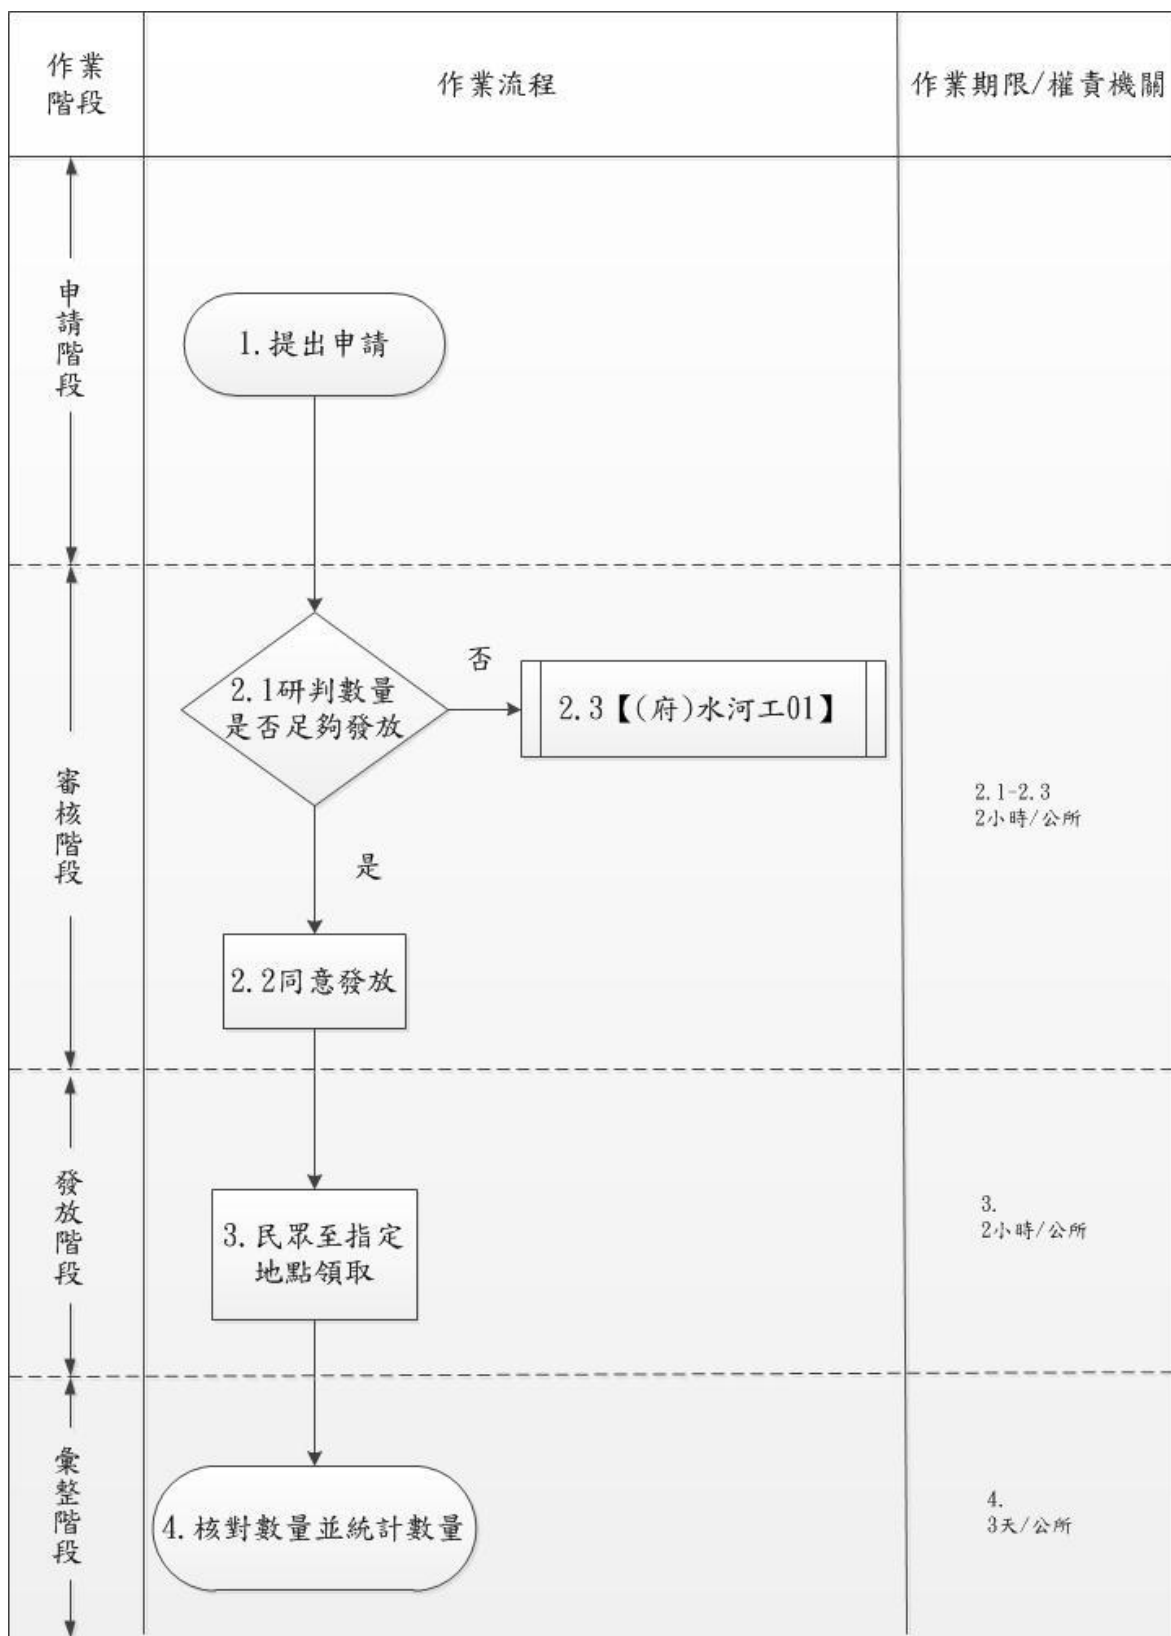 作業
階段
作業流程
作業期限/權責機關
申請階段
1.提出申請
審核階段
2.1研判數量
是否足夠發放
否
2.3【(府)水河工01】
是
2.2同意發放
2.1-2.3
2小時/公所
發放階段
3.民眾至指定
地點領取
3.
2小時/公所
彙整階段
4.核對數量並統計數量
4.
3天/公所